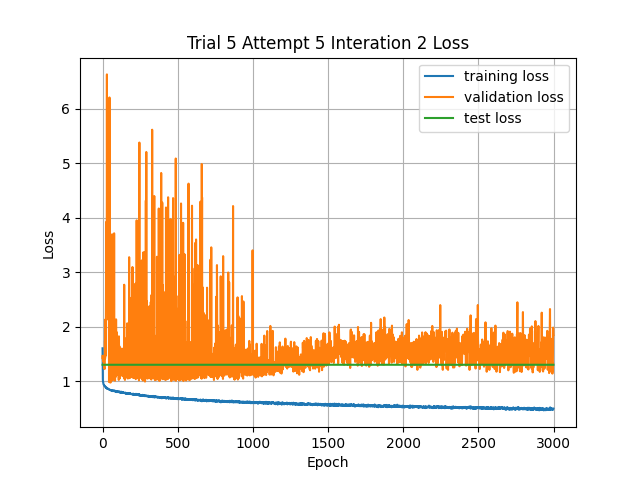 Trial 5 Attempt 5 Interation 2 Loss
training loss
validation loss
test loss
6
5
4
3
2
1
Loss
0
500
1000
1500
2000
2500
3000
Epoch